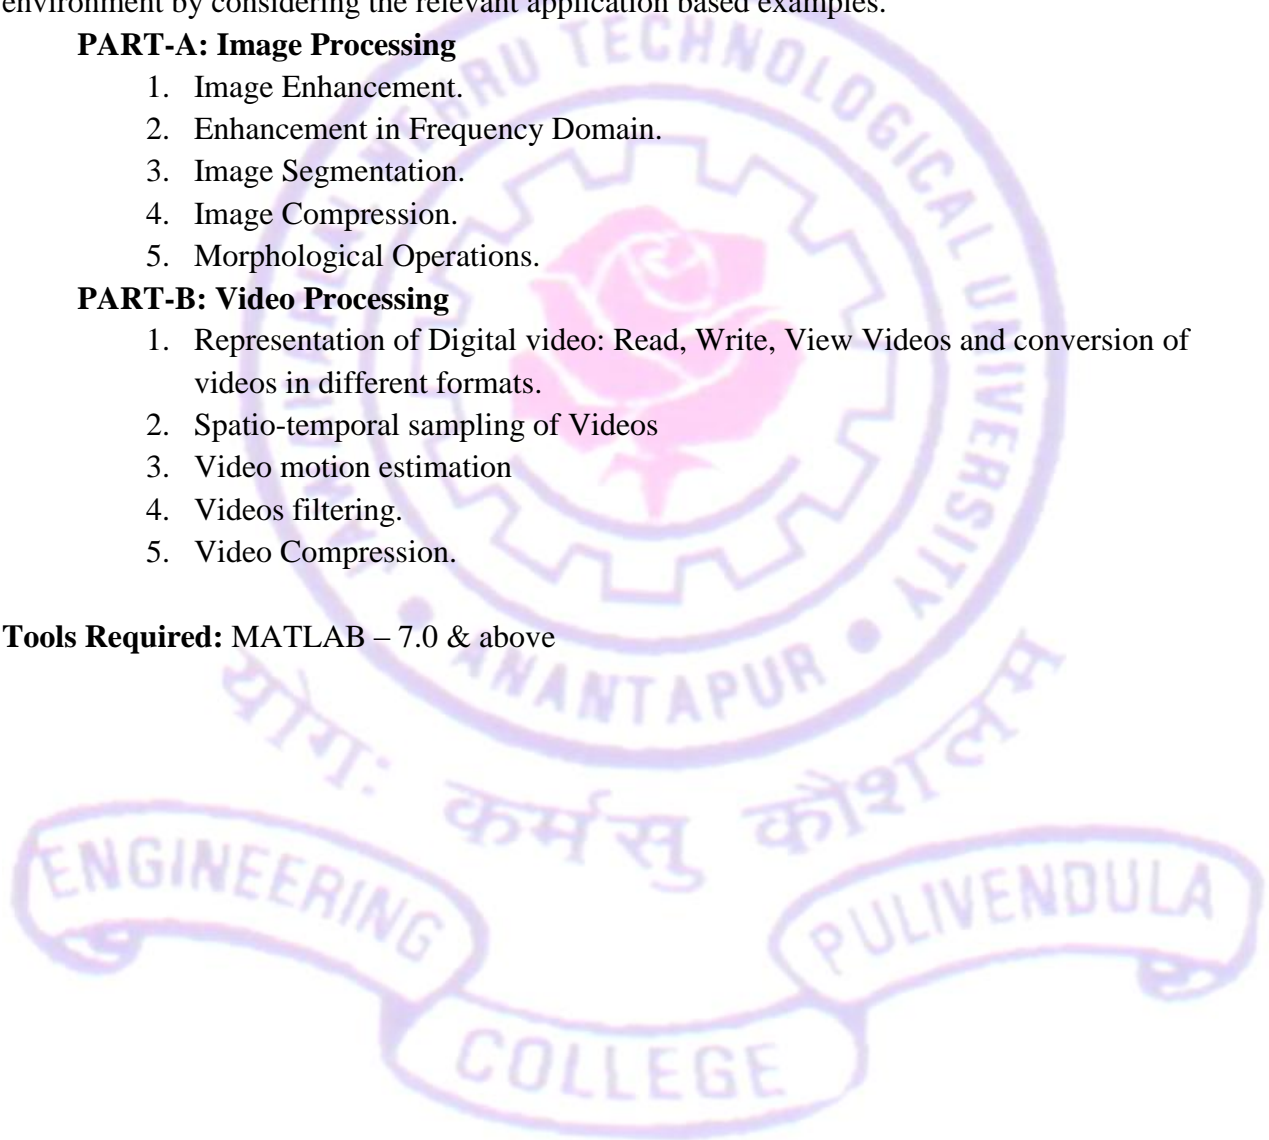 environment by considering the relevant application based examples.
PART-A: Image Processing
1. Image Enhancement.
2. Enhancement in Frequency Domain.
3. Image Segmentation.
4. Image Compression.
5. Morphological Operations.
PART-B: Video Processing
1. Representation of Digital video: Read, Write, View Videos and conversion of
videos in different formats.
2. Spatio-temporal sampling of Videos
3. Video motion estimation
4. Videos filtering.
5. Video Compression.
Tools Required: MATLAB – 7.0 & above
JAWAHARLAL NEHRU TECHNOLOGICAL UNIVERSITY
• ANANTAPUR •
योग: कर्मसु कौशलम
ENGINEERING
COLLEGE
PULIVENDULA